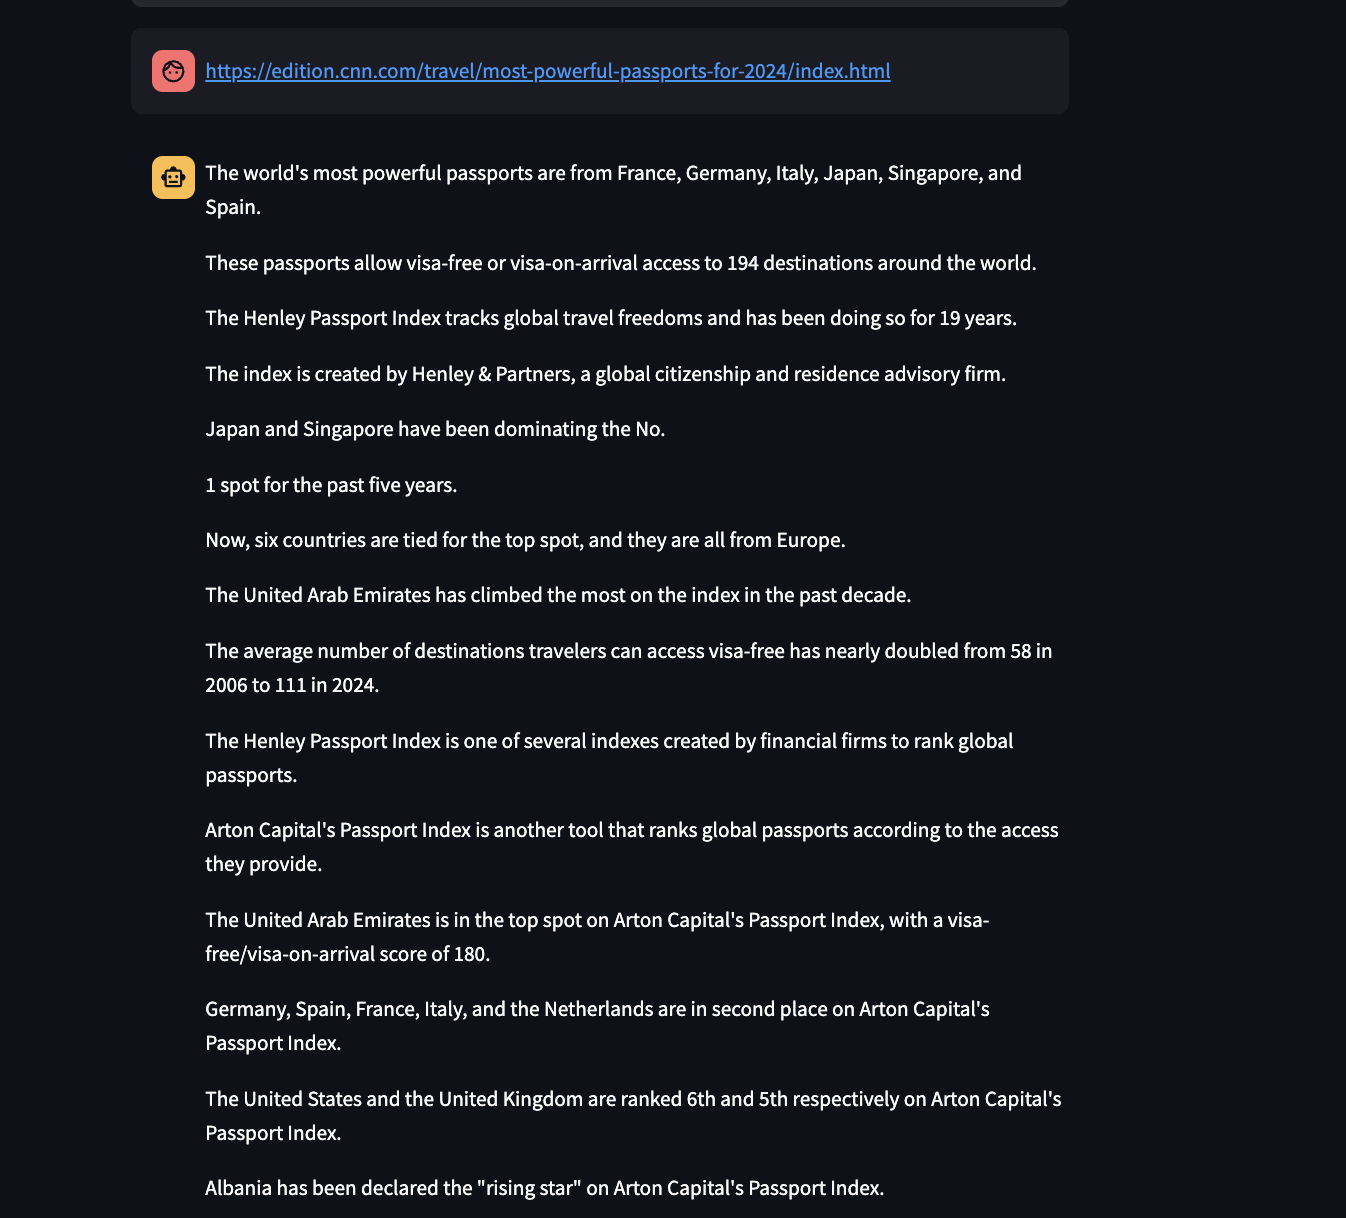 https://edition.cnn.com/travel/most-powerful-passports-for-2024/index.html
The world's most powerful passports are from France, Germany, Italy, Japan, Singapore, and
Spain.
These passports allow visa-free or visa-on-arrival access to 194 destinations around the world.
The Henley Passport Index tracks global travel freedoms and has been doing so for 19 years.
The index is created by Henley & Partners, a global citizenship and residence advisory firm.
Japan and Singapore have been dominating the No.
1 spot for the past five years.
Now, six countries are tied for the top spot, and they are all from Europe.
The United Arab Emirates has climbed the most on the index in the past decade.
The average number of destinations travelers can access visa-free has nearly doubled from 58 in
2006 to 111 in 2024.
The Henley Passport Index is one of several indexes created by financial firms to rank global
passports.
Arton Capital's Passport Index is another tool that ranks global passports according to the access
they provide.
The United Arab Emirates is in the top spot on Arton Capital's Passport Index, with a visa-
free/visa-on-arrival score of 180.
Germany, Spain, France, Italy, and the Netherlands are in second place on Arton Capital's
Passport Index.
The United States and the United Kingdom are ranked 6th and 5th respectively on Arton Capital's
Passport Index.
Albania has been declared the "rising star" on Arton Capital's Passport Index.